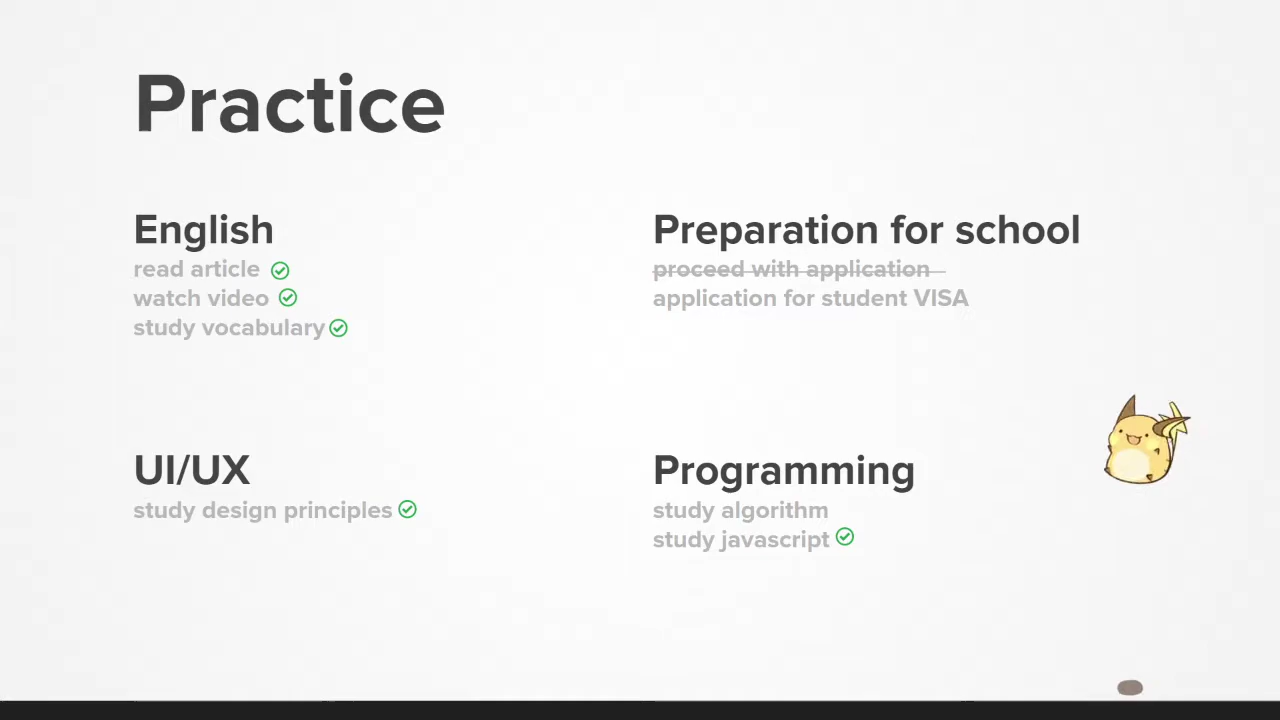 Practice
English
read article
watch video
study vocabulary
Preparation for school
proceed with application
application for student VISA
UI/UX
study design principles
Programming
study algorithm
study javascript